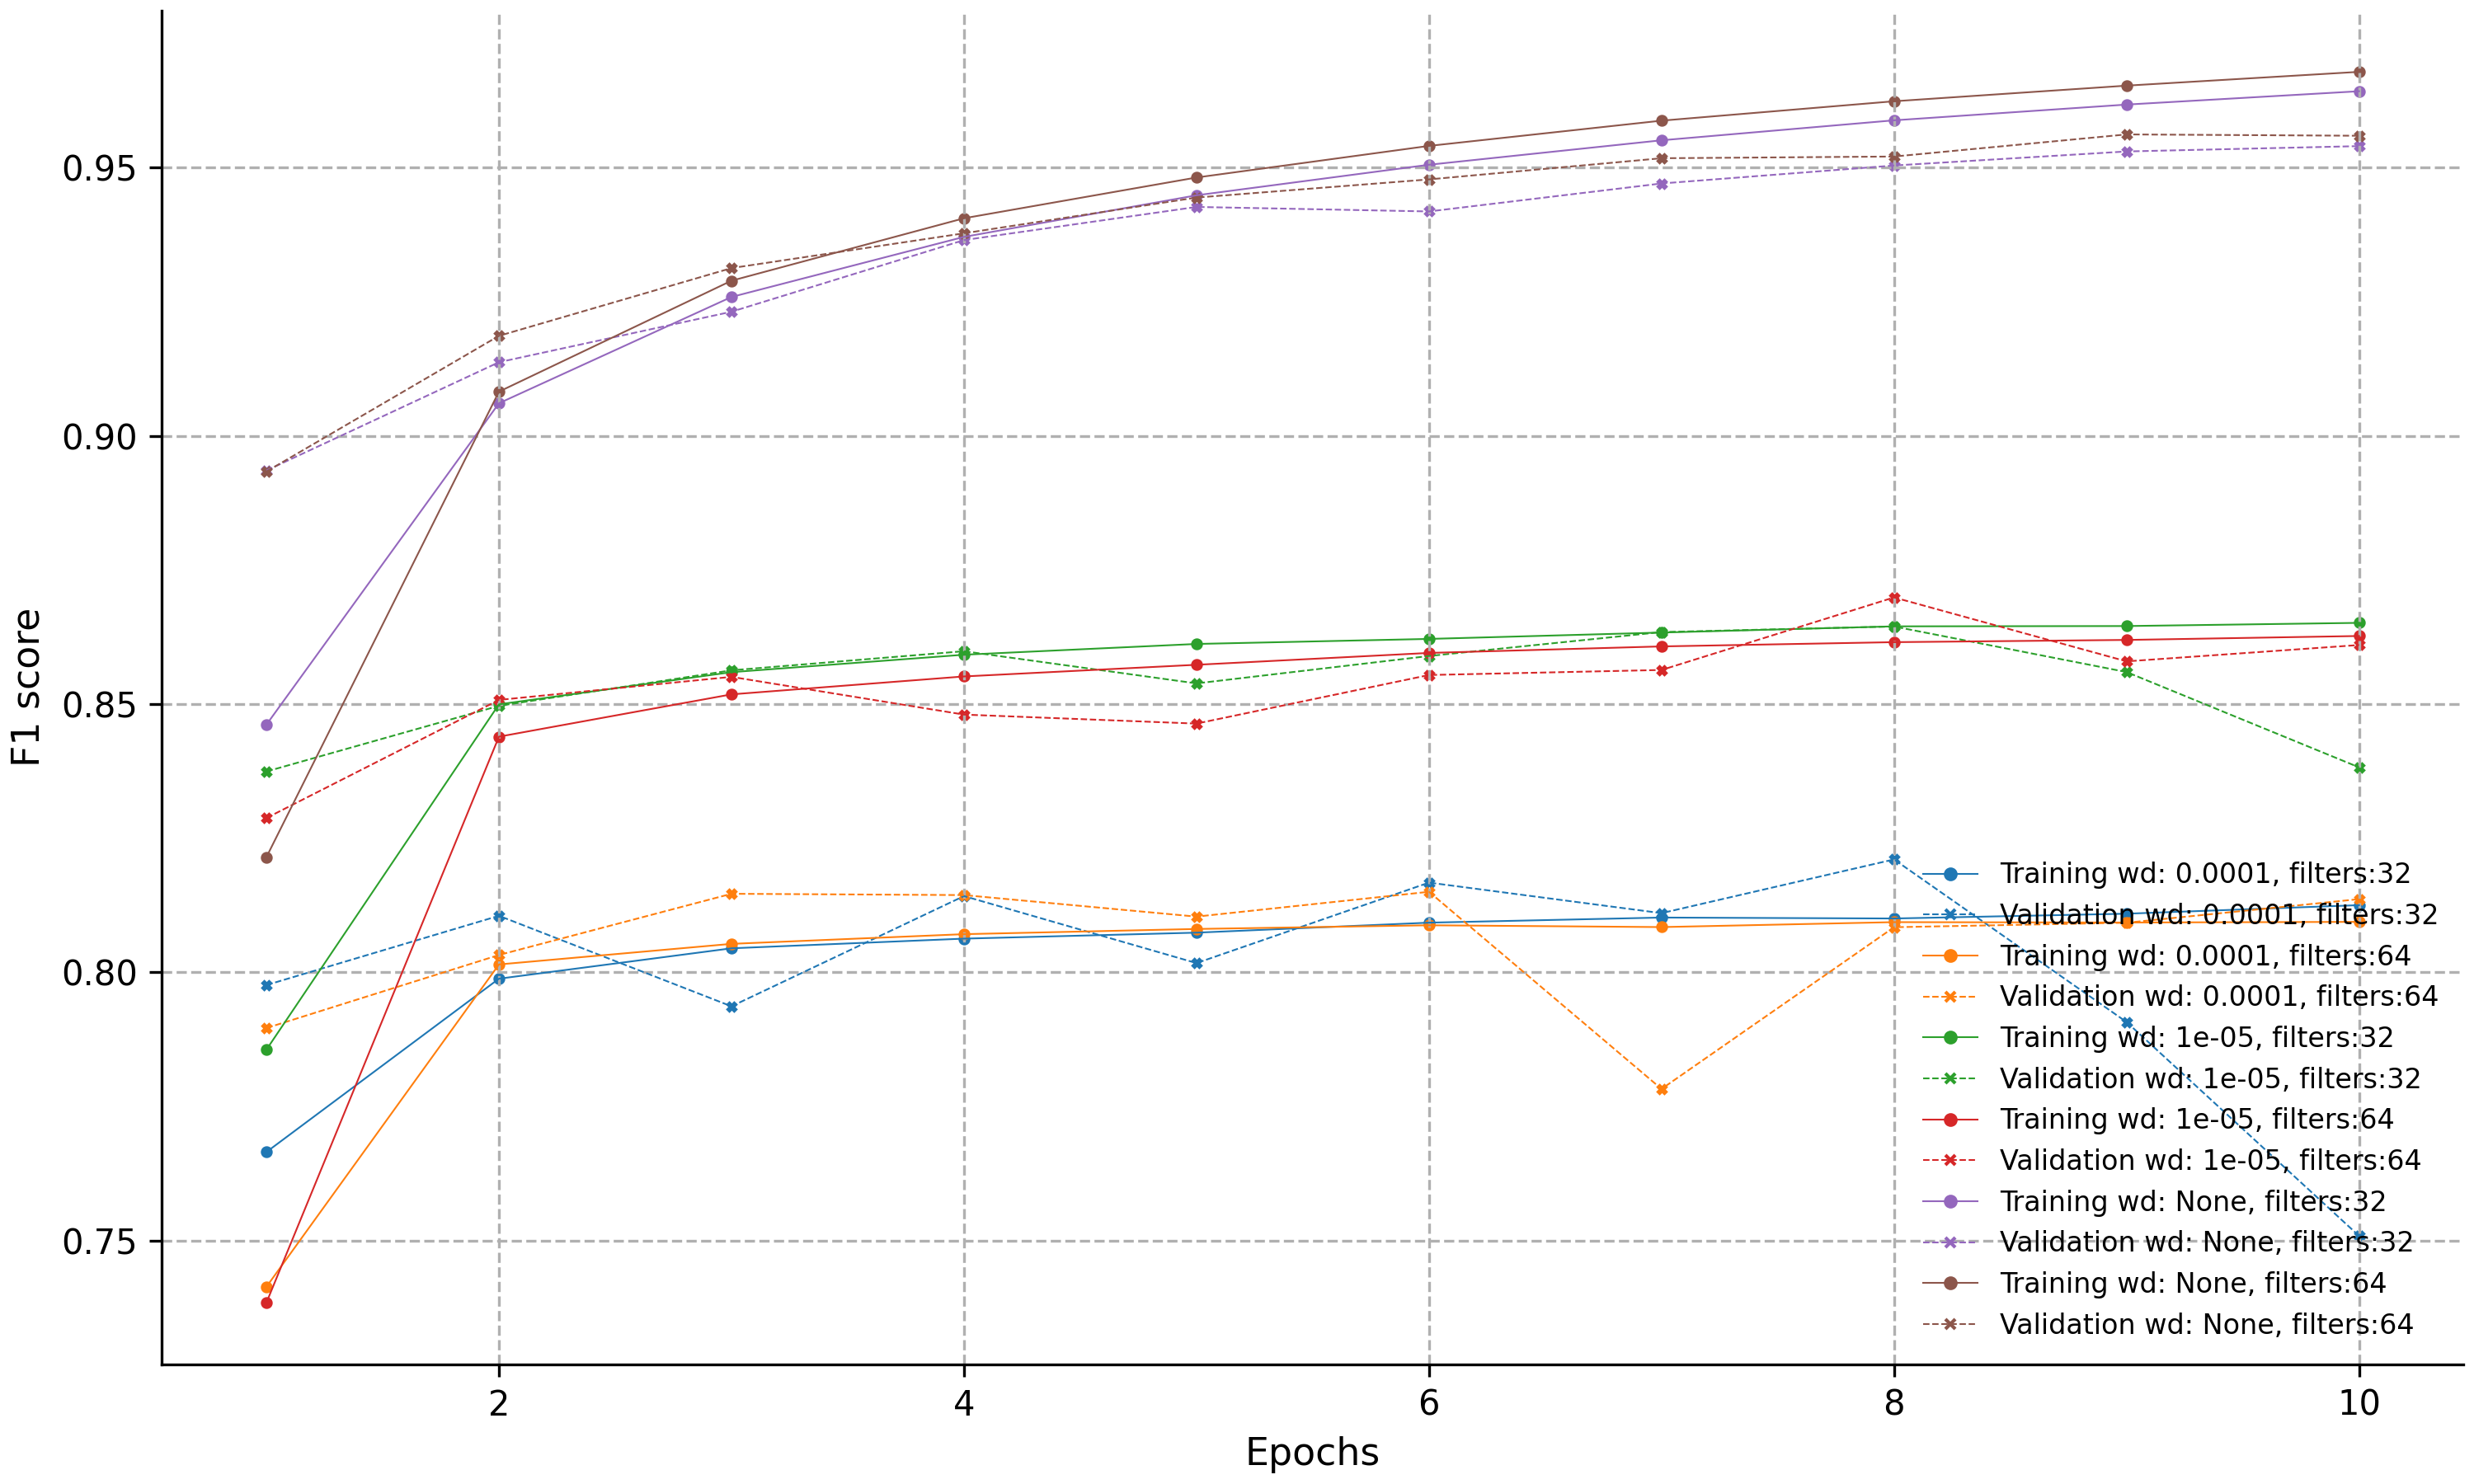 0.95
0.90
0.85
0.80
0.75
F1 score
Training wd: 0.0001, filters:32
Validation wd: 0.0001, filters:32
Training wd: 0.0001, filters:64
Validation wd: 0.0001, filters:64
Training wd: 1e-05, filters:32
Validation wd: 1e-05, filters:32
Training wd: 1e-05, filters:64
Validation wd: 1e-05, filters:64
Training wd: None, filters:32
Validation wd: None, filters:32
Training wd: None, filters:64
Validation wd: None, filters:64
2 4 6 8 10
Epochs